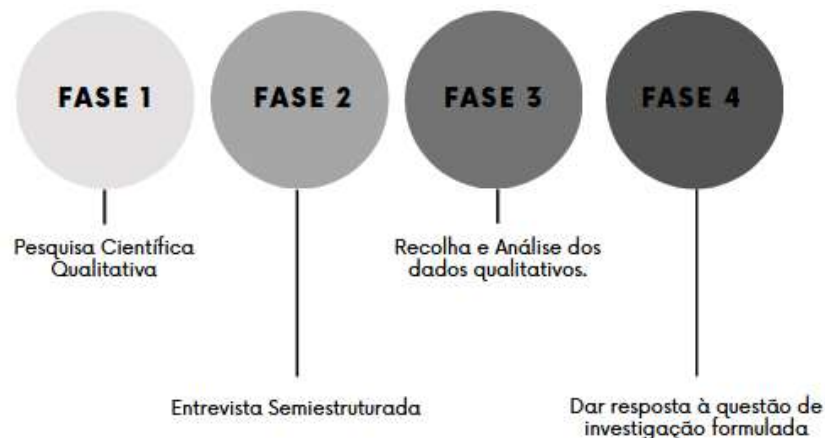 FASE 1
FASE 2
FASE 3
FASE 4
Pesquisa Científica
Qualitativa
Recolha e Análise dos
dados qualitativos.
Entrevista Semiestruturada
Dar resposta à questão de
investigação formulada